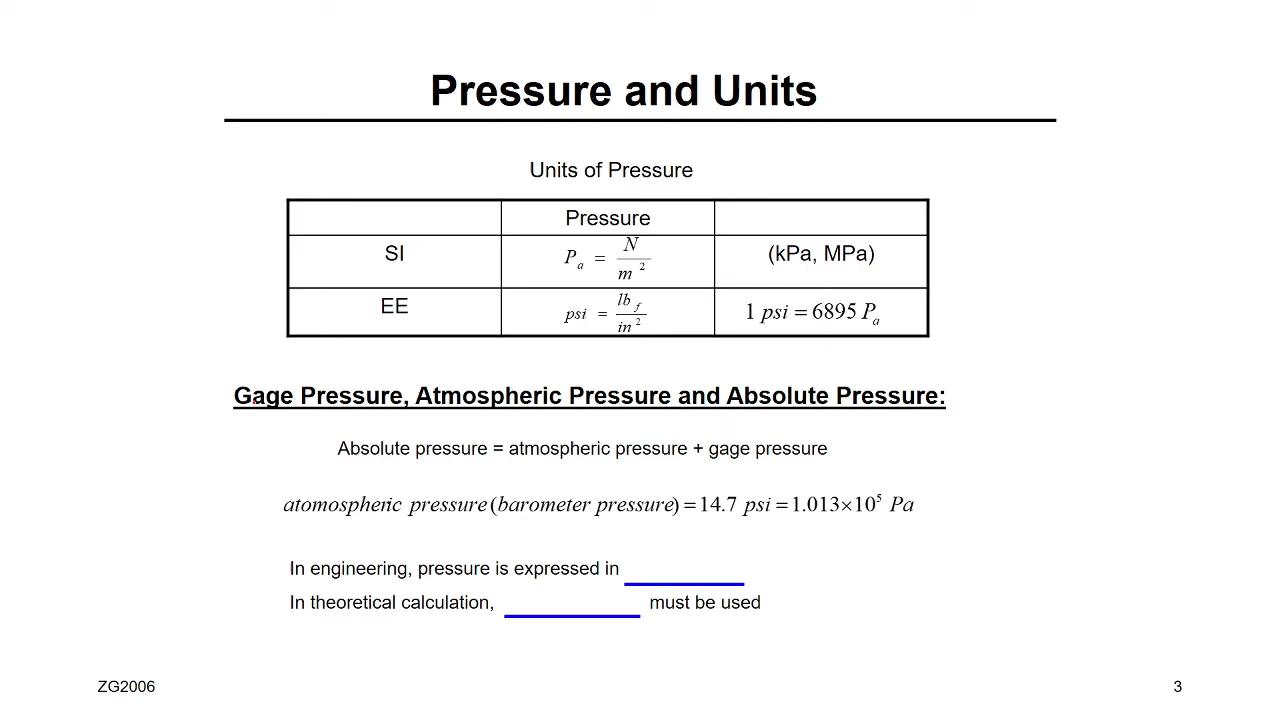 Pressure and Units
Units of Pressure
Pressure
SI
P_a = N / m^2
(kPa, MPa)
EE
psi = lb_f / in^2
1 psi = 6895 P_a
Gage Pressure, Atmospheric Pressure and Absolute Pressure:
Absolute pressure = atmospheric pressure + gage pressure
atomospheric pressure (barometer pressure) = 14.7 psi = 1.013×10^5 Pa
In engineering, pressure is expressed in
In theoretical calculation, must be used
ZG2006
3